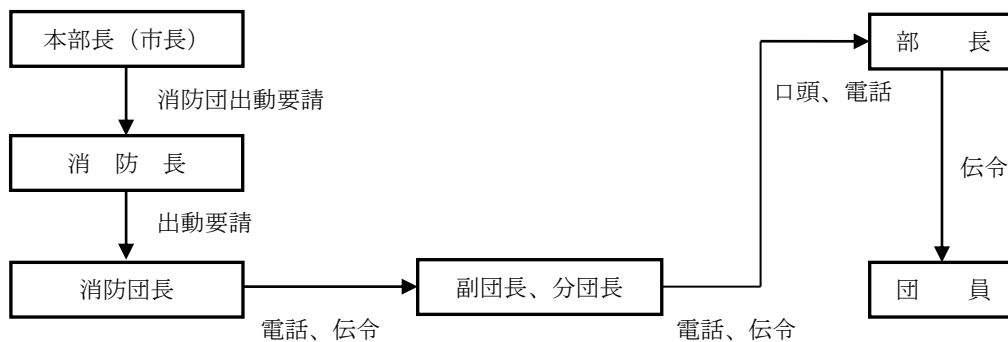 本部長（市長）
消防団出動要請
消　防　長
出動要請
消防団長
電話、伝令
副団長、分団長
電話、伝令
口頭、電話
部　　長
伝令
団　　員